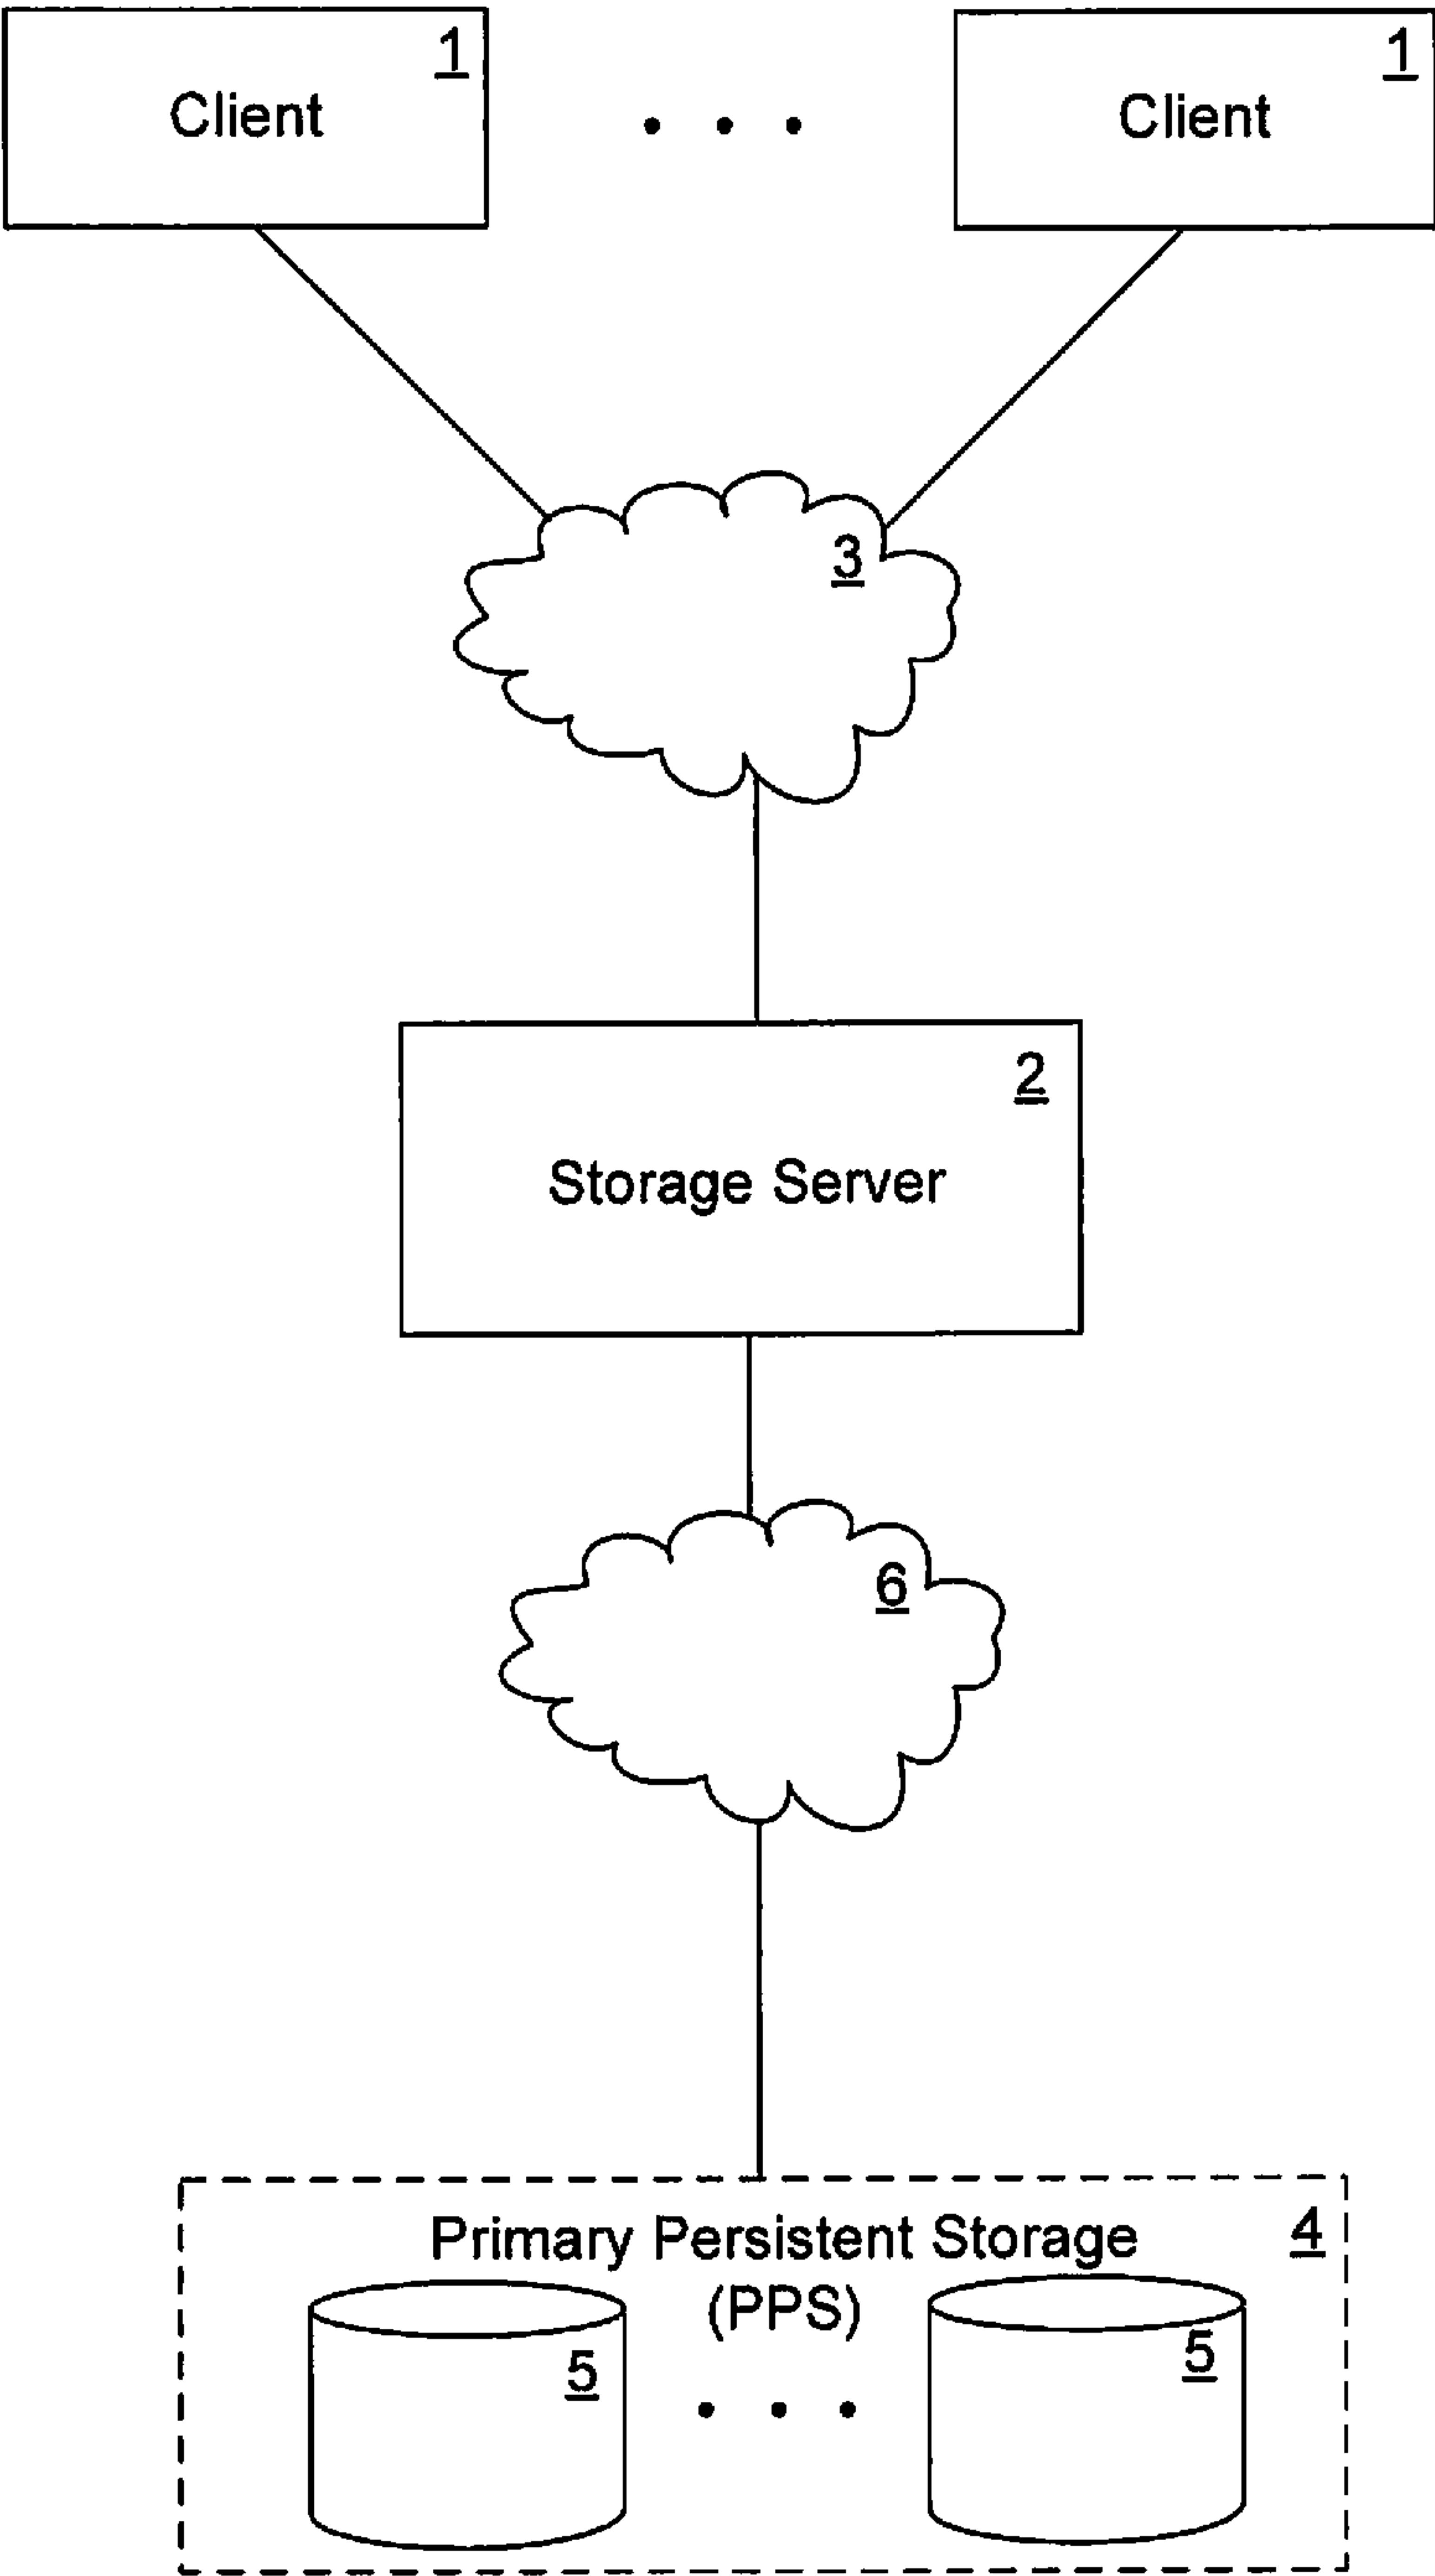 1
Client
1
Client
3
2
Storage Server
6
Primary Persistent Storage
(PPS)
4
5
5